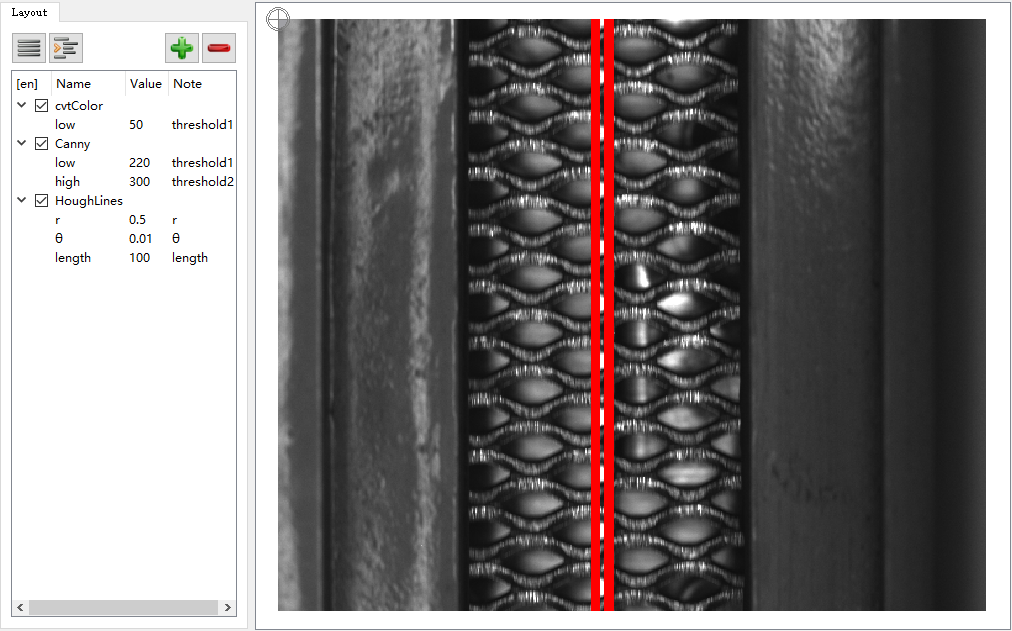 Layout
[en] Name Value Note
cvtColor
low 50 threshold1
Canny
low 220 threshold1
high 300 threshold2
HoughLines
r 0.5 r
θ 0.01 θ
length 100 length